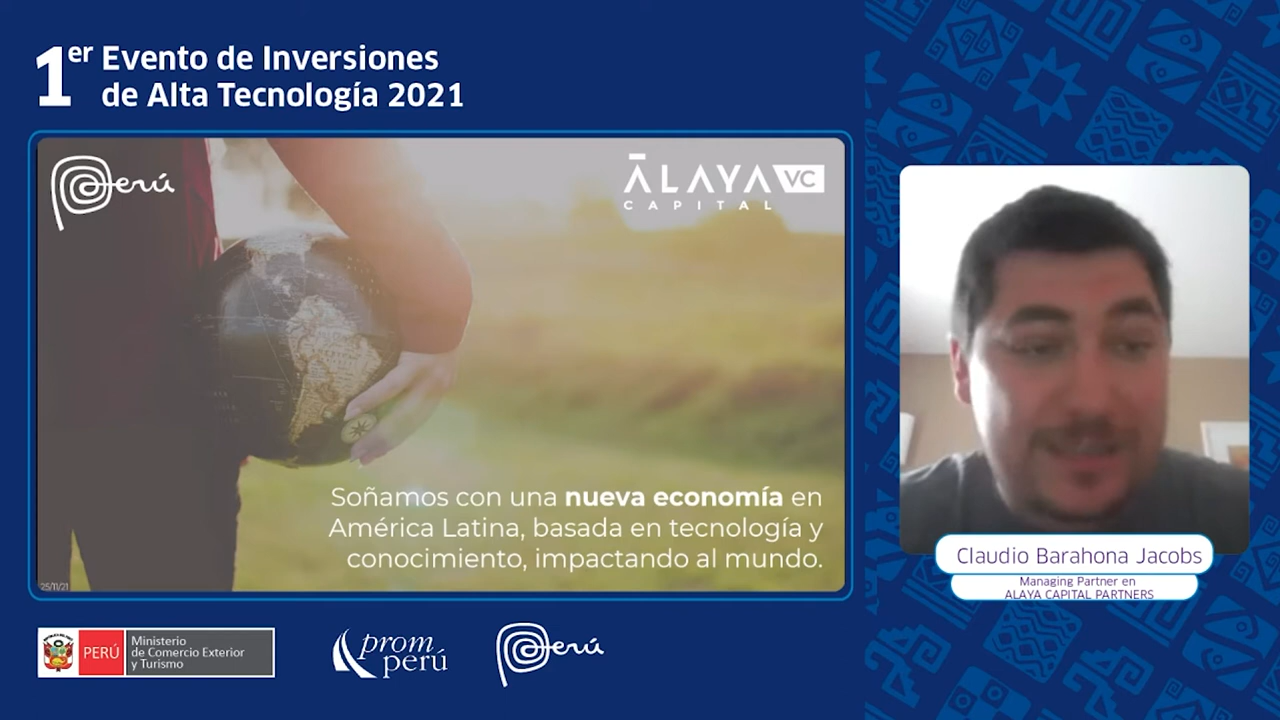 1er Evento de Inversiones
de Alta Tecnología 2021
Perú
ĀLAYA VC
CAPITAL
Soñamos con una nueva economía en
América Latina, basada en tecnología y
conocimiento, impactando al mundo.
25/11/21
Claudio Barahona Jacobs
Managing Partner en
ALAYA CAPITAL PARTNERS
PERÚ
Ministerio
de Comercio Exterior
y Turismo
prom
perú
Perú